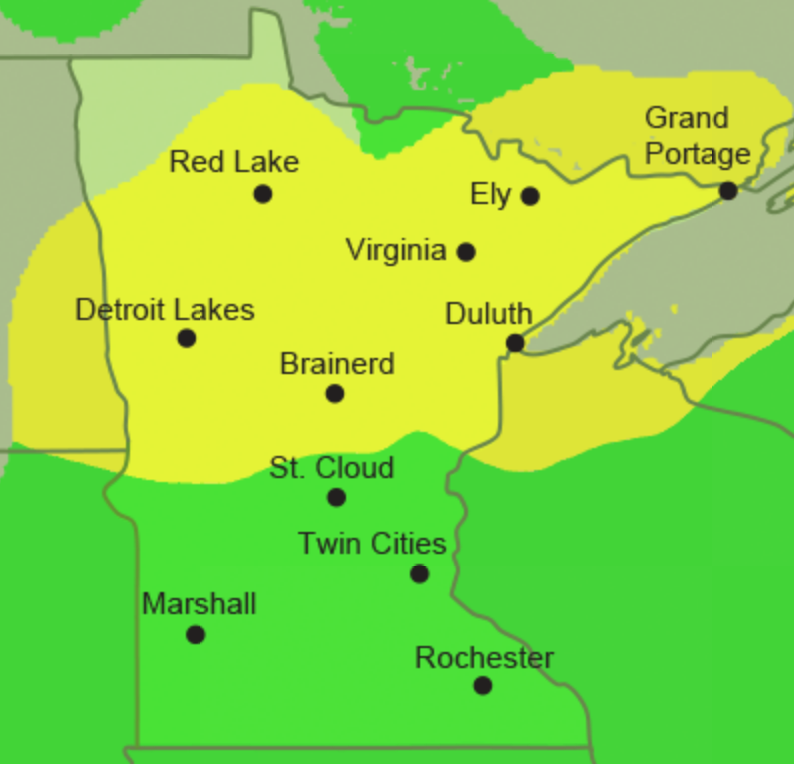 Grand
Portage
Red Lake
Ely
Virginia
Detroit Lakes
Duluth
Brainerd
St. Cloud
Twin Cities
Marshall
Rochester